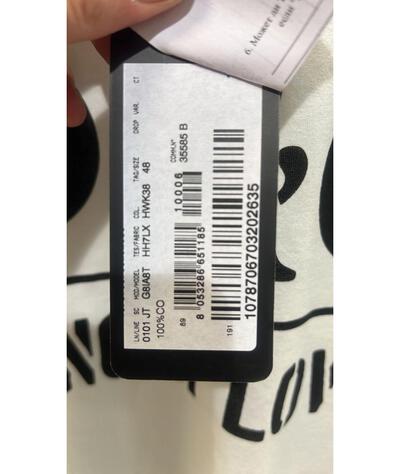 6. Может ли
если
LN/LINE SC MOD/MODEL TES/FABRIC COL. TAG/SIZE DROP VAR. CT
0101 JT G8IA8T HH7LX HWK38 48
100%CO
COMM.N°
10006 35585 B
89
8 053286 651185
191
1078706703202635